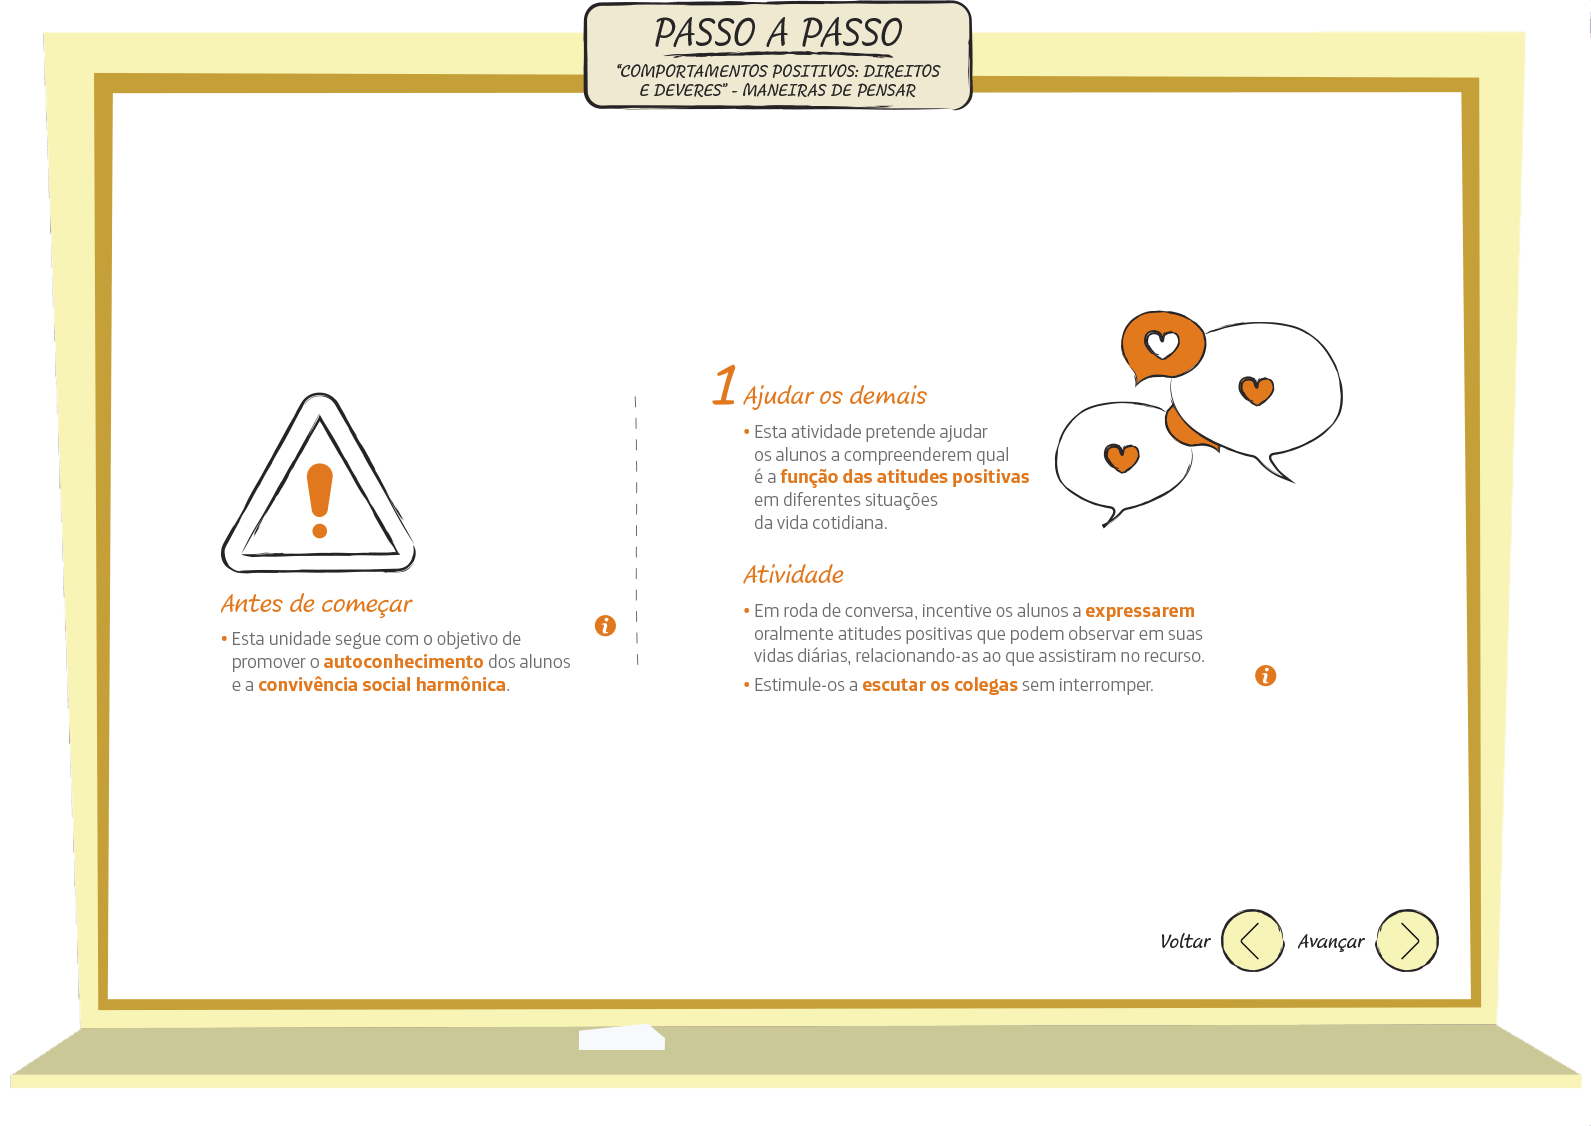 PASSO A PASSO
“COMPORTAMENTOS POSITIVOS: DIREITOS
E DEVERES” - MANEIRAS DE PENSAR
Antes de começar
• Esta unidade segue com o objetivo de
promover o autoconhecimento dos alunos
e a convivência social harmônica.
i
1 Ajudar os demais
• Esta atividade pretende ajudar
os alunos a compreenderem qual
é a função das atitudes positivas
em diferentes situações
da vida cotidiana.
Atividade
• Em roda de conversa, incentive os alunos a expressarem
oralmente atitudes positivas que podem observar em suas
vidas diárias, relacionando-as ao que assistiram no recurso.
• Estimule-os a escutar os colegas sem interromper.
i
Voltar
Avançar